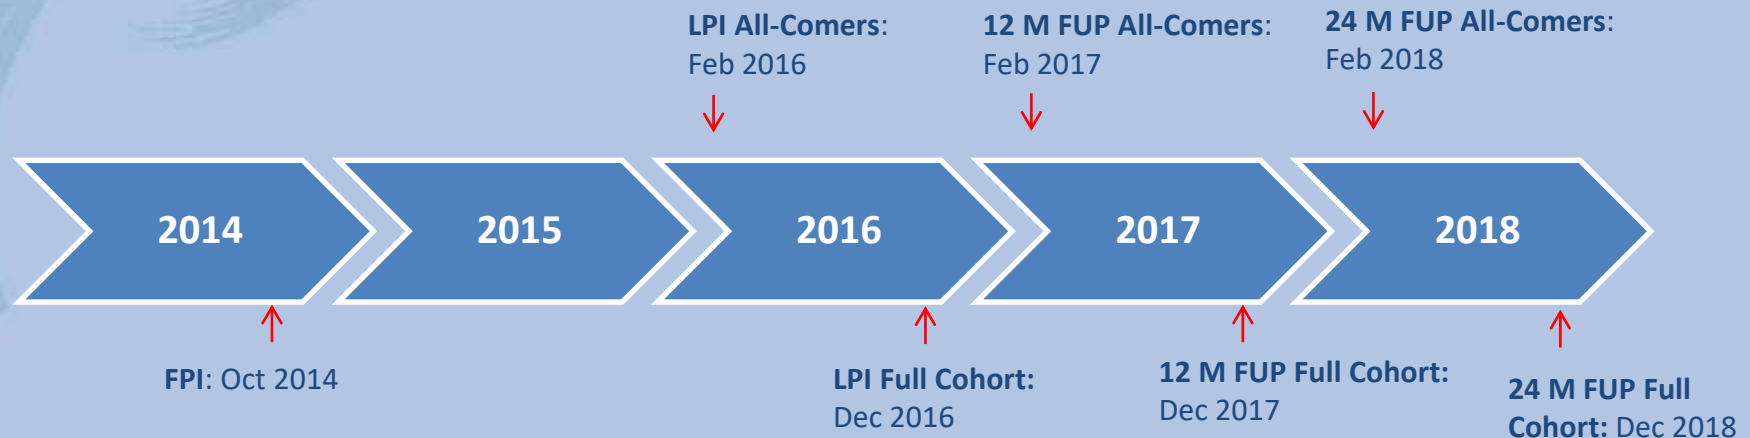 LPI All-Comers:
Feb 2016
12 M FUP All-Comers:
Feb 2017
24 M FUP All-Comers:
Feb 2018
2014
2015
2016
2017
2018
FPI: Oct 2014
LPI Full Cohort:
Dec 2016
12 M FUP Full Cohort:
Dec 2017
24 M FUP Full
Cohort: Dec 2018